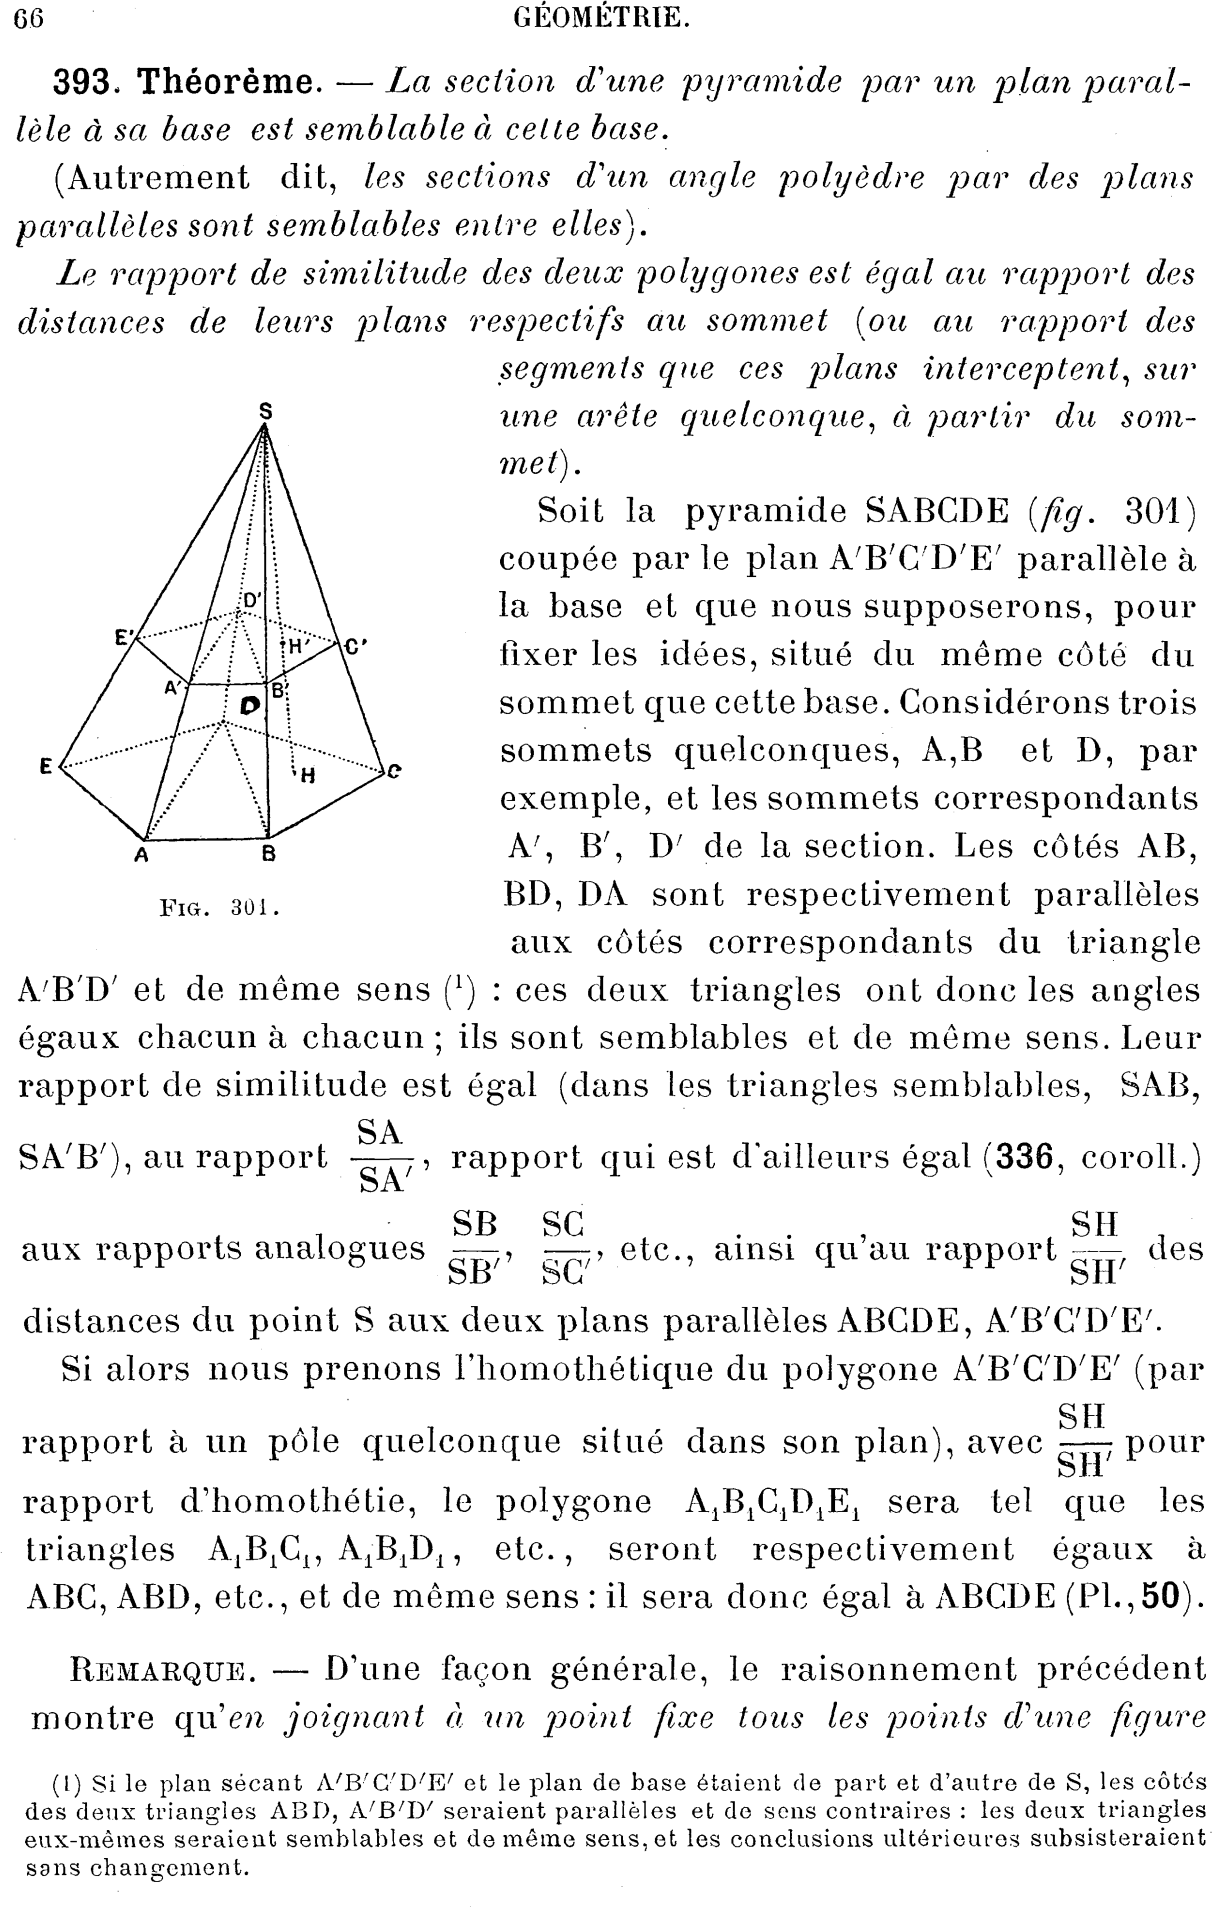 66 GÉOMÉTRIE.
393. Théorème. — La section d'une pyramide par un plan paral-
lèle à sa base est semblable à cette base.
(Autrement dit, les sections d'un angle polyèdre par des plans
parallèles sont semblables entre elles).
Le rapport de similitude des deux polygones est égal au rapport des
distances de leurs plans respectifs au sommet (ou au rapport des
segments que ces plans interceptent, sur
une arête quelconque, à partir du som-
met).
Soit la pyramide SABCDE (fig. 301)
coupée par le plan A′B′C′D′E′ parallèle à
la base et que nous supposerons, pour
fixer les idées, situé du même côté du
sommet que cette base. Considérons trois
sommets quelconques, A,B et D, par
exemple, et les sommets correspondants
A′, B′, D′ de la section. Les côtés AB,
BD, DA sont respectivement parallèles
aux côtés correspondants du triangle
S
D′
E′
H′
C′
A′
B′
D
E
H
C
A
B
FIG. 301.
A′B′D′ et de même sens (¹) : ces deux triangles ont donc les angles
égaux chacun à chacun ; ils sont semblables et de même sens. Leur
rapport de similitude est égal (dans les triangles semblables, SAB,
SA′B′), au rapport SA/SA′, rapport qui est d'ailleurs égal (336, coroll.)
aux rapports analogues SB/SB′, SC/SC′, etc., ainsi qu'au rapport SH/SH′ des
distances du point S aux deux plans parallèles ABCDE, A′B′C′D′E′.
Si alors nous prenons l'homothétique du polygone A′B′C′D′E′ (par
rapport à un pôle quelconque situé dans son plan), avec SH/SH′ pour
rapport d'homothétie, le polygone A₁B₁C₁D₁E₁ sera tel que les
triangles A₁B₁C₁, A₁B₁D₁, etc., seront respectivement égaux à
ABC, ABD, etc., et de même sens : il sera donc égal à ABCDE (Pl., 50).
REMARQUE. — D'une façon générale, le raisonnement précédent
montre qu'en joignant à un point fixe tous les points d'une figure
(1) Si le plan sécant A′B′C′D′E′ et le plan de base étaient de part et d'autre de S, les côtés
des deux triangles ABD, A′B′D′ seraient parallèles et de sens contraires : les deux triangles
eux-mêmes seraient semblables et de même sens, et les conclusions ultérieures subsisteraient
sans changement.